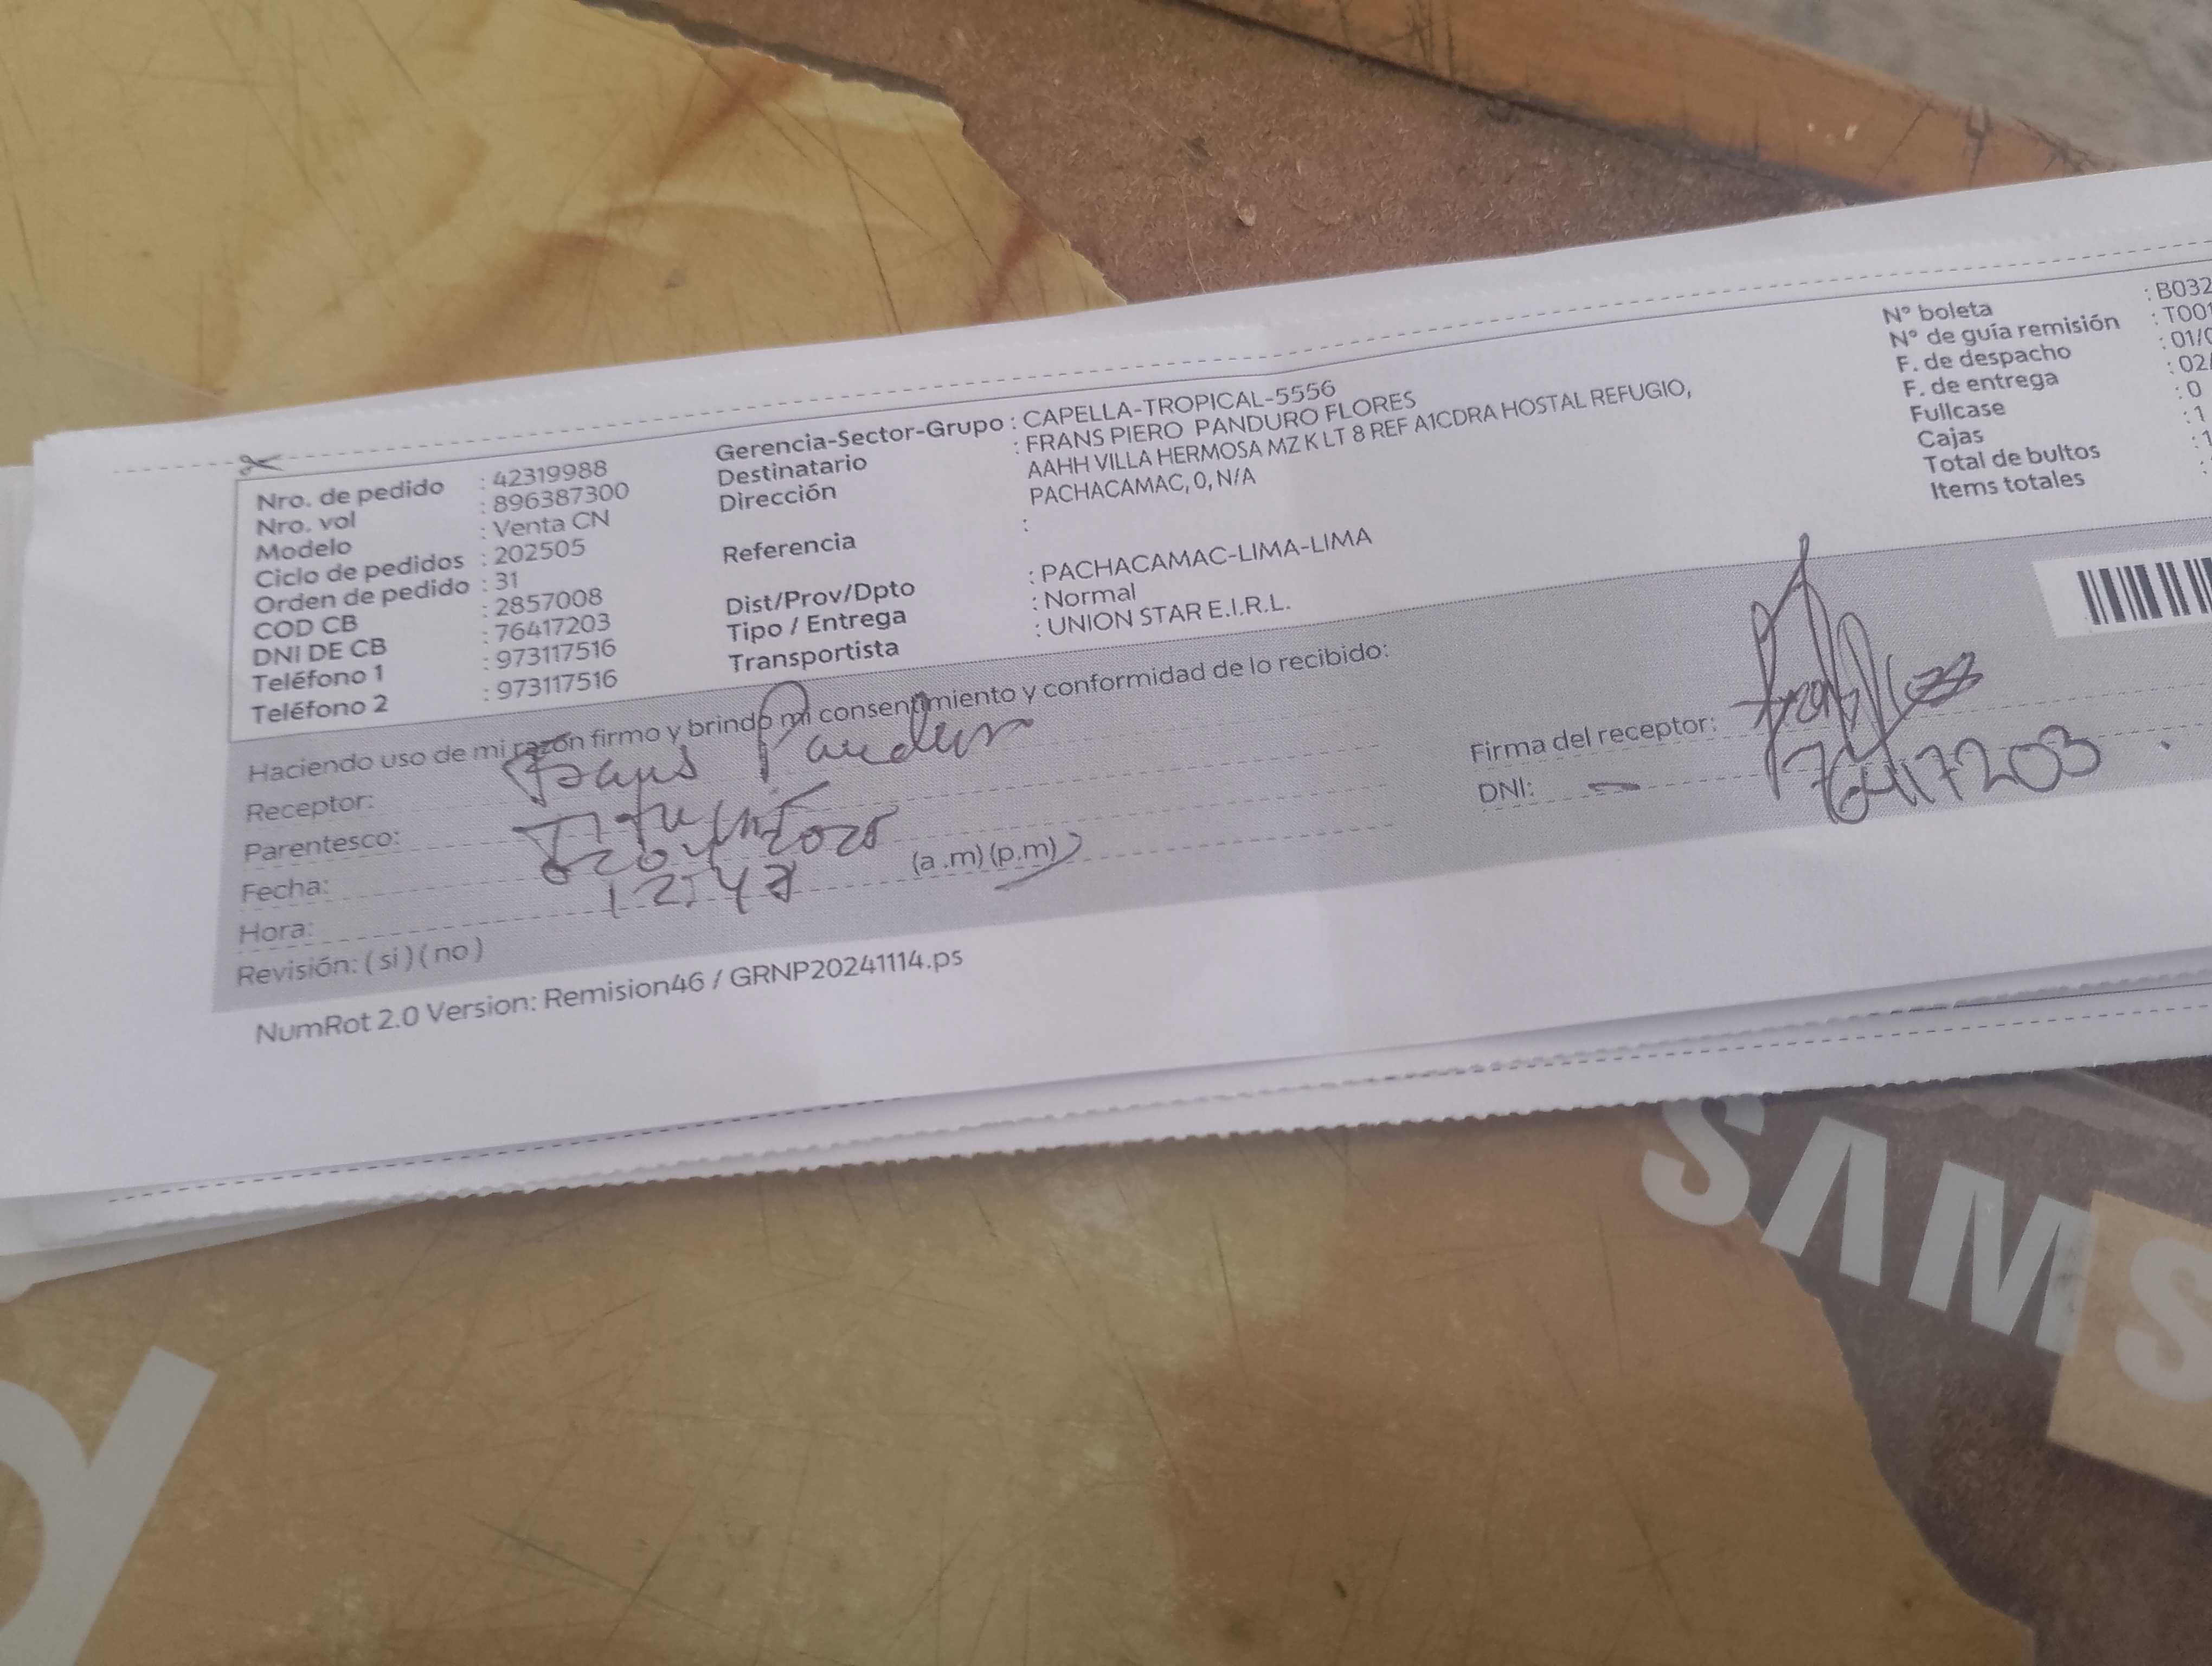 Nro. de pedido : 42319988
Nro. vol : 896387300
Modelo : Venta CN
Ciclo de pedidos : 202505
Orden de pedido : 31
COD CB : 2857008
DNI DE CB : 76417203
Teléfono 1 : 973117516
Teléfono 2 : 973117516
Gerencia-Sector-Grupo : CAPELLA-TROPICAL-5556
Destinatario : FRANS PIERO PANDURO FLORES
Dirección AAHH VILLA HERMOSA MZ K LT 8 REF A1CDRA HOSTAL REFUGIO,
PACHACAMAC, 0, N/A
Referencia :
Dist/Prov/Dpto : PACHACAMAC-LIMA-LIMA
Tipo / Entrega : Normal
Transportista : UNION STAR E.I.R.L.
N° boleta : B032
N° de guía remisión : T001
F. de despacho : 01/0
F. de entrega : 02/
Fullcase : 0
Cajas : 1
Total de bultos : 1
Items totales :
Haciendo uso de mi razón firmo y brindo mi consentimiento y conformidad de lo recibido:
Receptor: Frans Panduro
Parentesco:
Fecha: 2025
Hora: 12:47 (a .m) (p.m)
Revisión: ( si ) ( no )
Firma del receptor:
DNI: 76417203
NumRot 2.0 Version: Remision46 / GRNP20241114.ps
SAMS